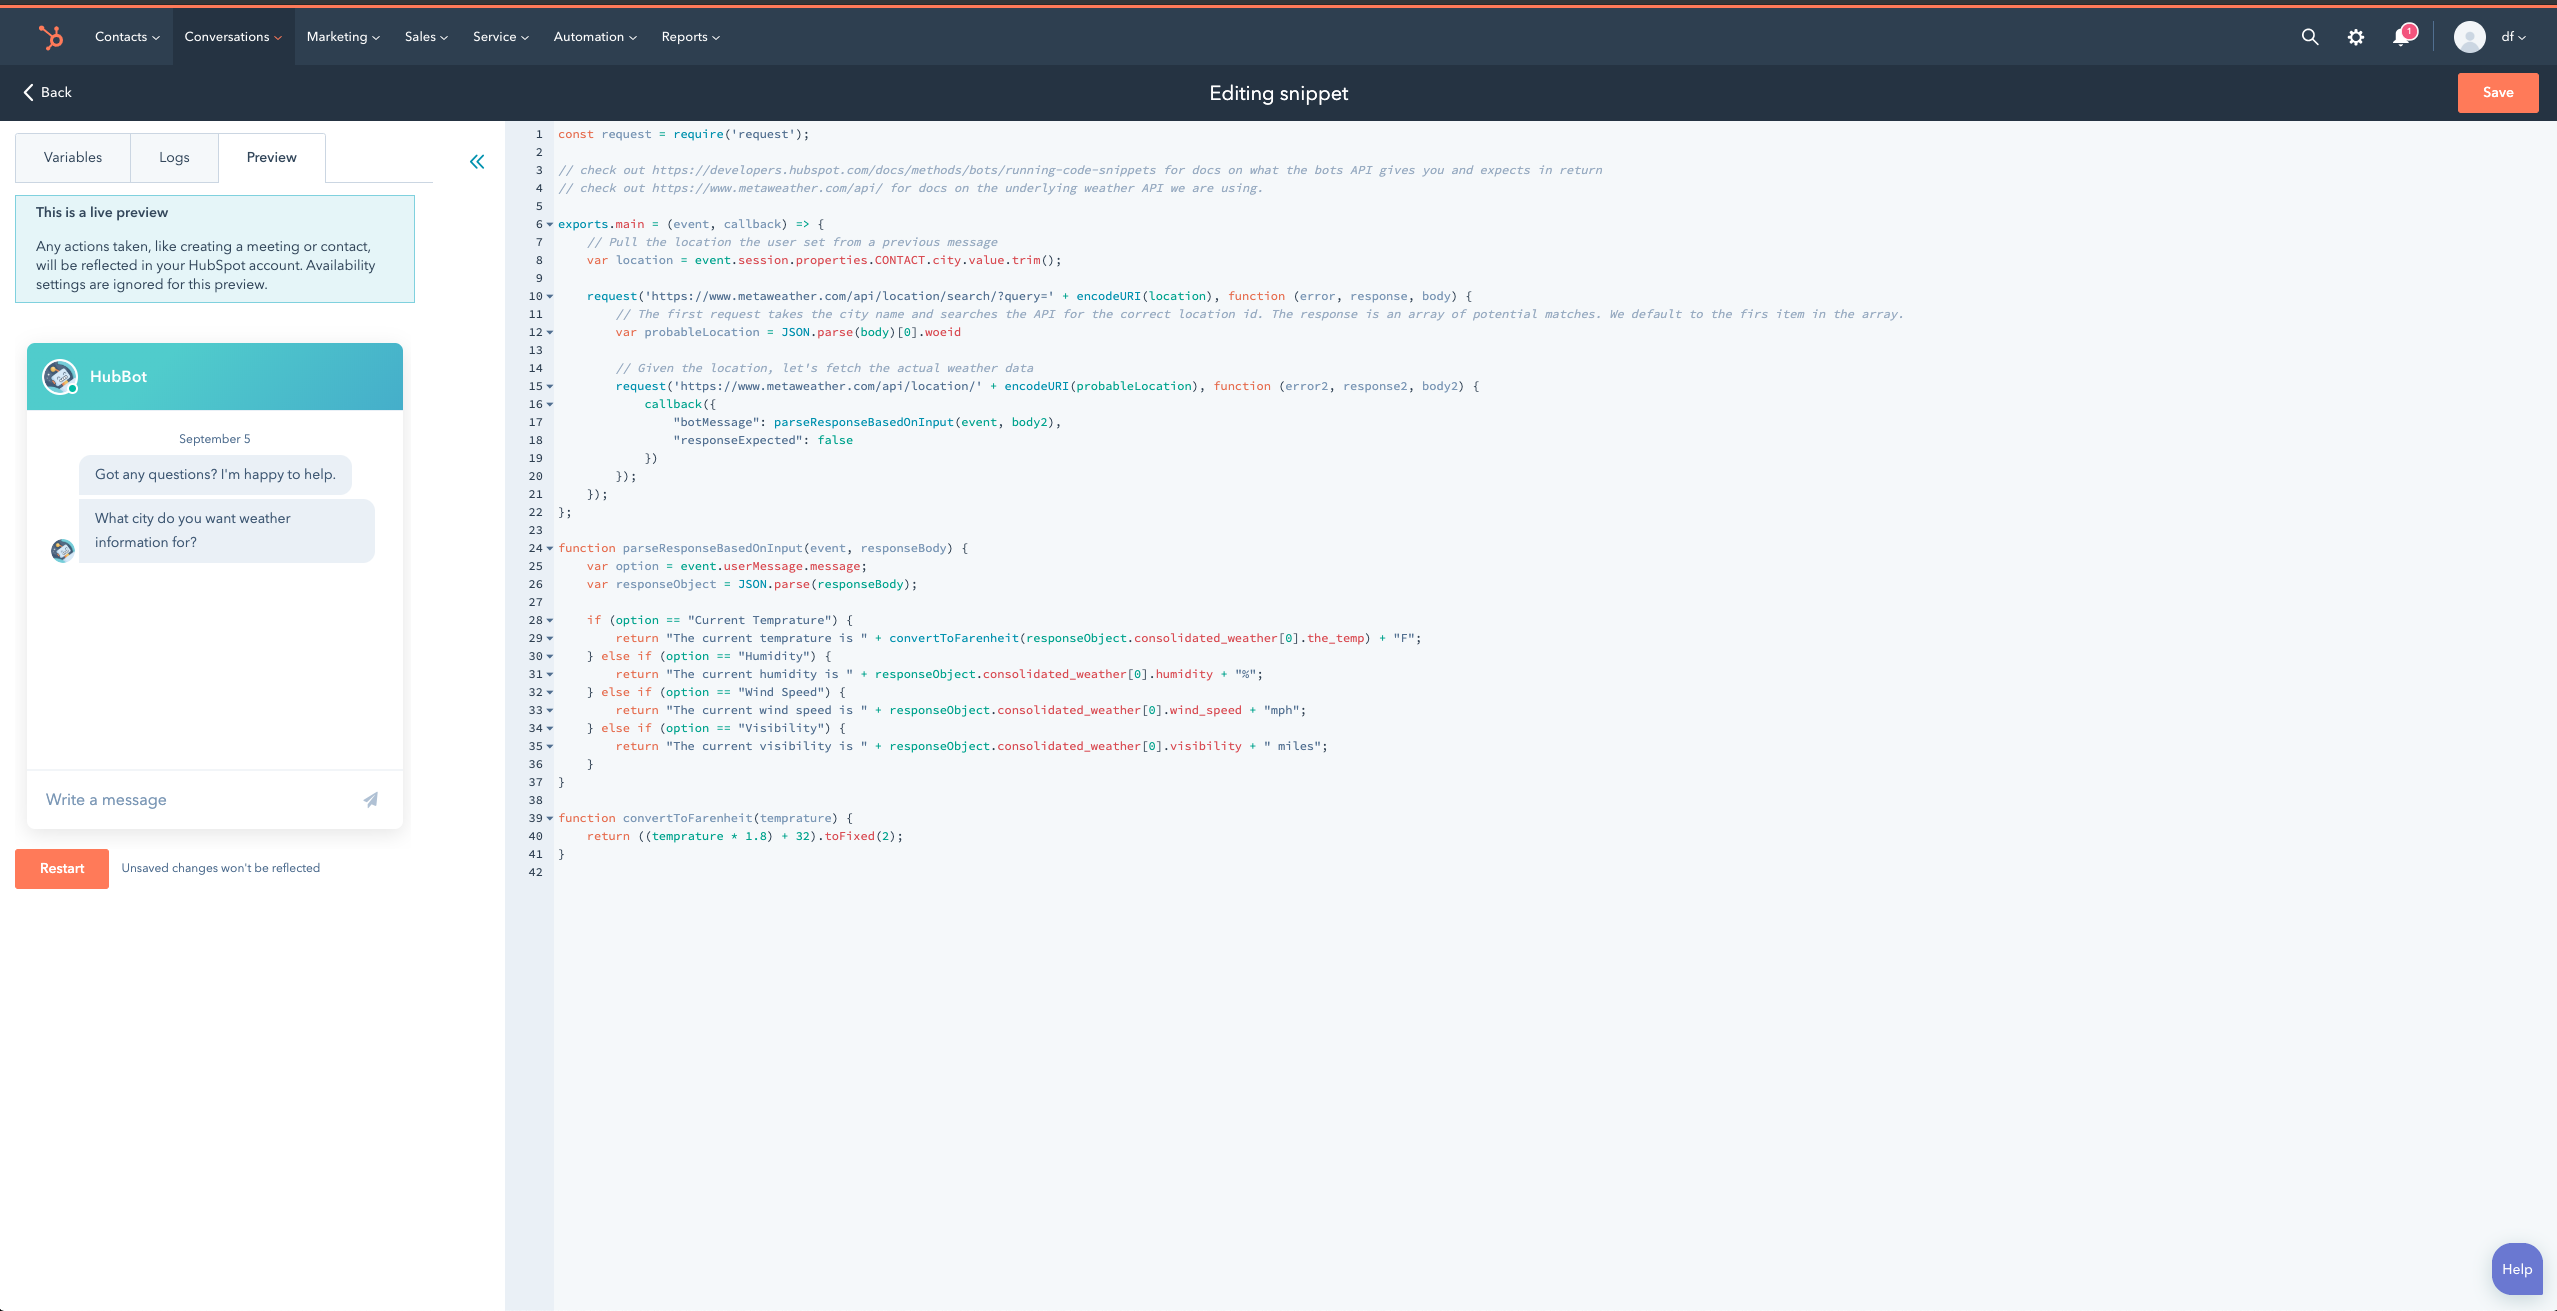 Contacts
Conversations
Marketing
Sales
Service
Automation
Reports
1
df
Back
Editing snippet
Save
Variables
Logs
Preview
This is a live preview
Any actions taken, like creating a meeting or contact,
will be reflected in your HubSpot account. Availability
settings are ignored for this preview.
HubBot
September 5
Got any questions? I'm happy to help.
What city do you want weather
information for?
Write a message
Restart
Unsaved changes won't be reflected
1 const request = require('request');
2
3 // check out https://developers.hubspot.com/docs/methods/bots/running-code-snippets for docs on what the bots API gives you and expects in return
4 // check out https://www.metaweather.com/api/ for docs on the underlying weather API we are using.
5
6 exports.main = (event, callback) => {
7     // Pull the location the user set from a previous message
8     var location = event.session.properties.CONTACT.city.value.trim();
9
10     request('https://www.metaweather.com/api/location/search/?query=' + encodeURI(location), function (error, response, body) {
11         // The first request takes the city name and searches the API for the correct location id. The response is an array of potential matches. We default to the firs item in the array.
12         var probableLocation = JSON.parse(body)[0].woeid
13
14         // Given the location, let's fetch the actual weather data
15         request('https://www.metaweather.com/api/location/' + encodeURI(probableLocation), function (error2, response2, body2) {
16             callback({
17                 "botMessage": parseResponseBasedOnInput(event, body2),
18                 "responseExpected": false
19             })
20         });
21     });
22 };
23
24 function parseResponseBasedOnInput(event, responseBody) {
25     var option = event.userMessage.message;
26     var responseObject = JSON.parse(responseBody);
27
28     if (option == "Current Temprature") {
29         return "The current temprature is " + convertToFarenheit(responseObject.consolidated_weather[0].the_temp) + "F";
30     } else if (option == "Humidity") {
31         return "The current humidity is " + responseObject.consolidated_weather[0].humidity + "%";
32     } else if (option == "Wind Speed") {
33         return "The current wind speed is " + responseObject.consolidated_weather[0].wind_speed + "mph";
34     } else if (option == "Visibility") {
35         return "The current visibility is " + responseObject.consolidated_weather[0].visibility + " miles";
36     }
37 }
38
39 function convertToFarenheit(temprature) {
40     return ((temprature * 1.8) + 32).toFixed(2);
41 }
42
Help